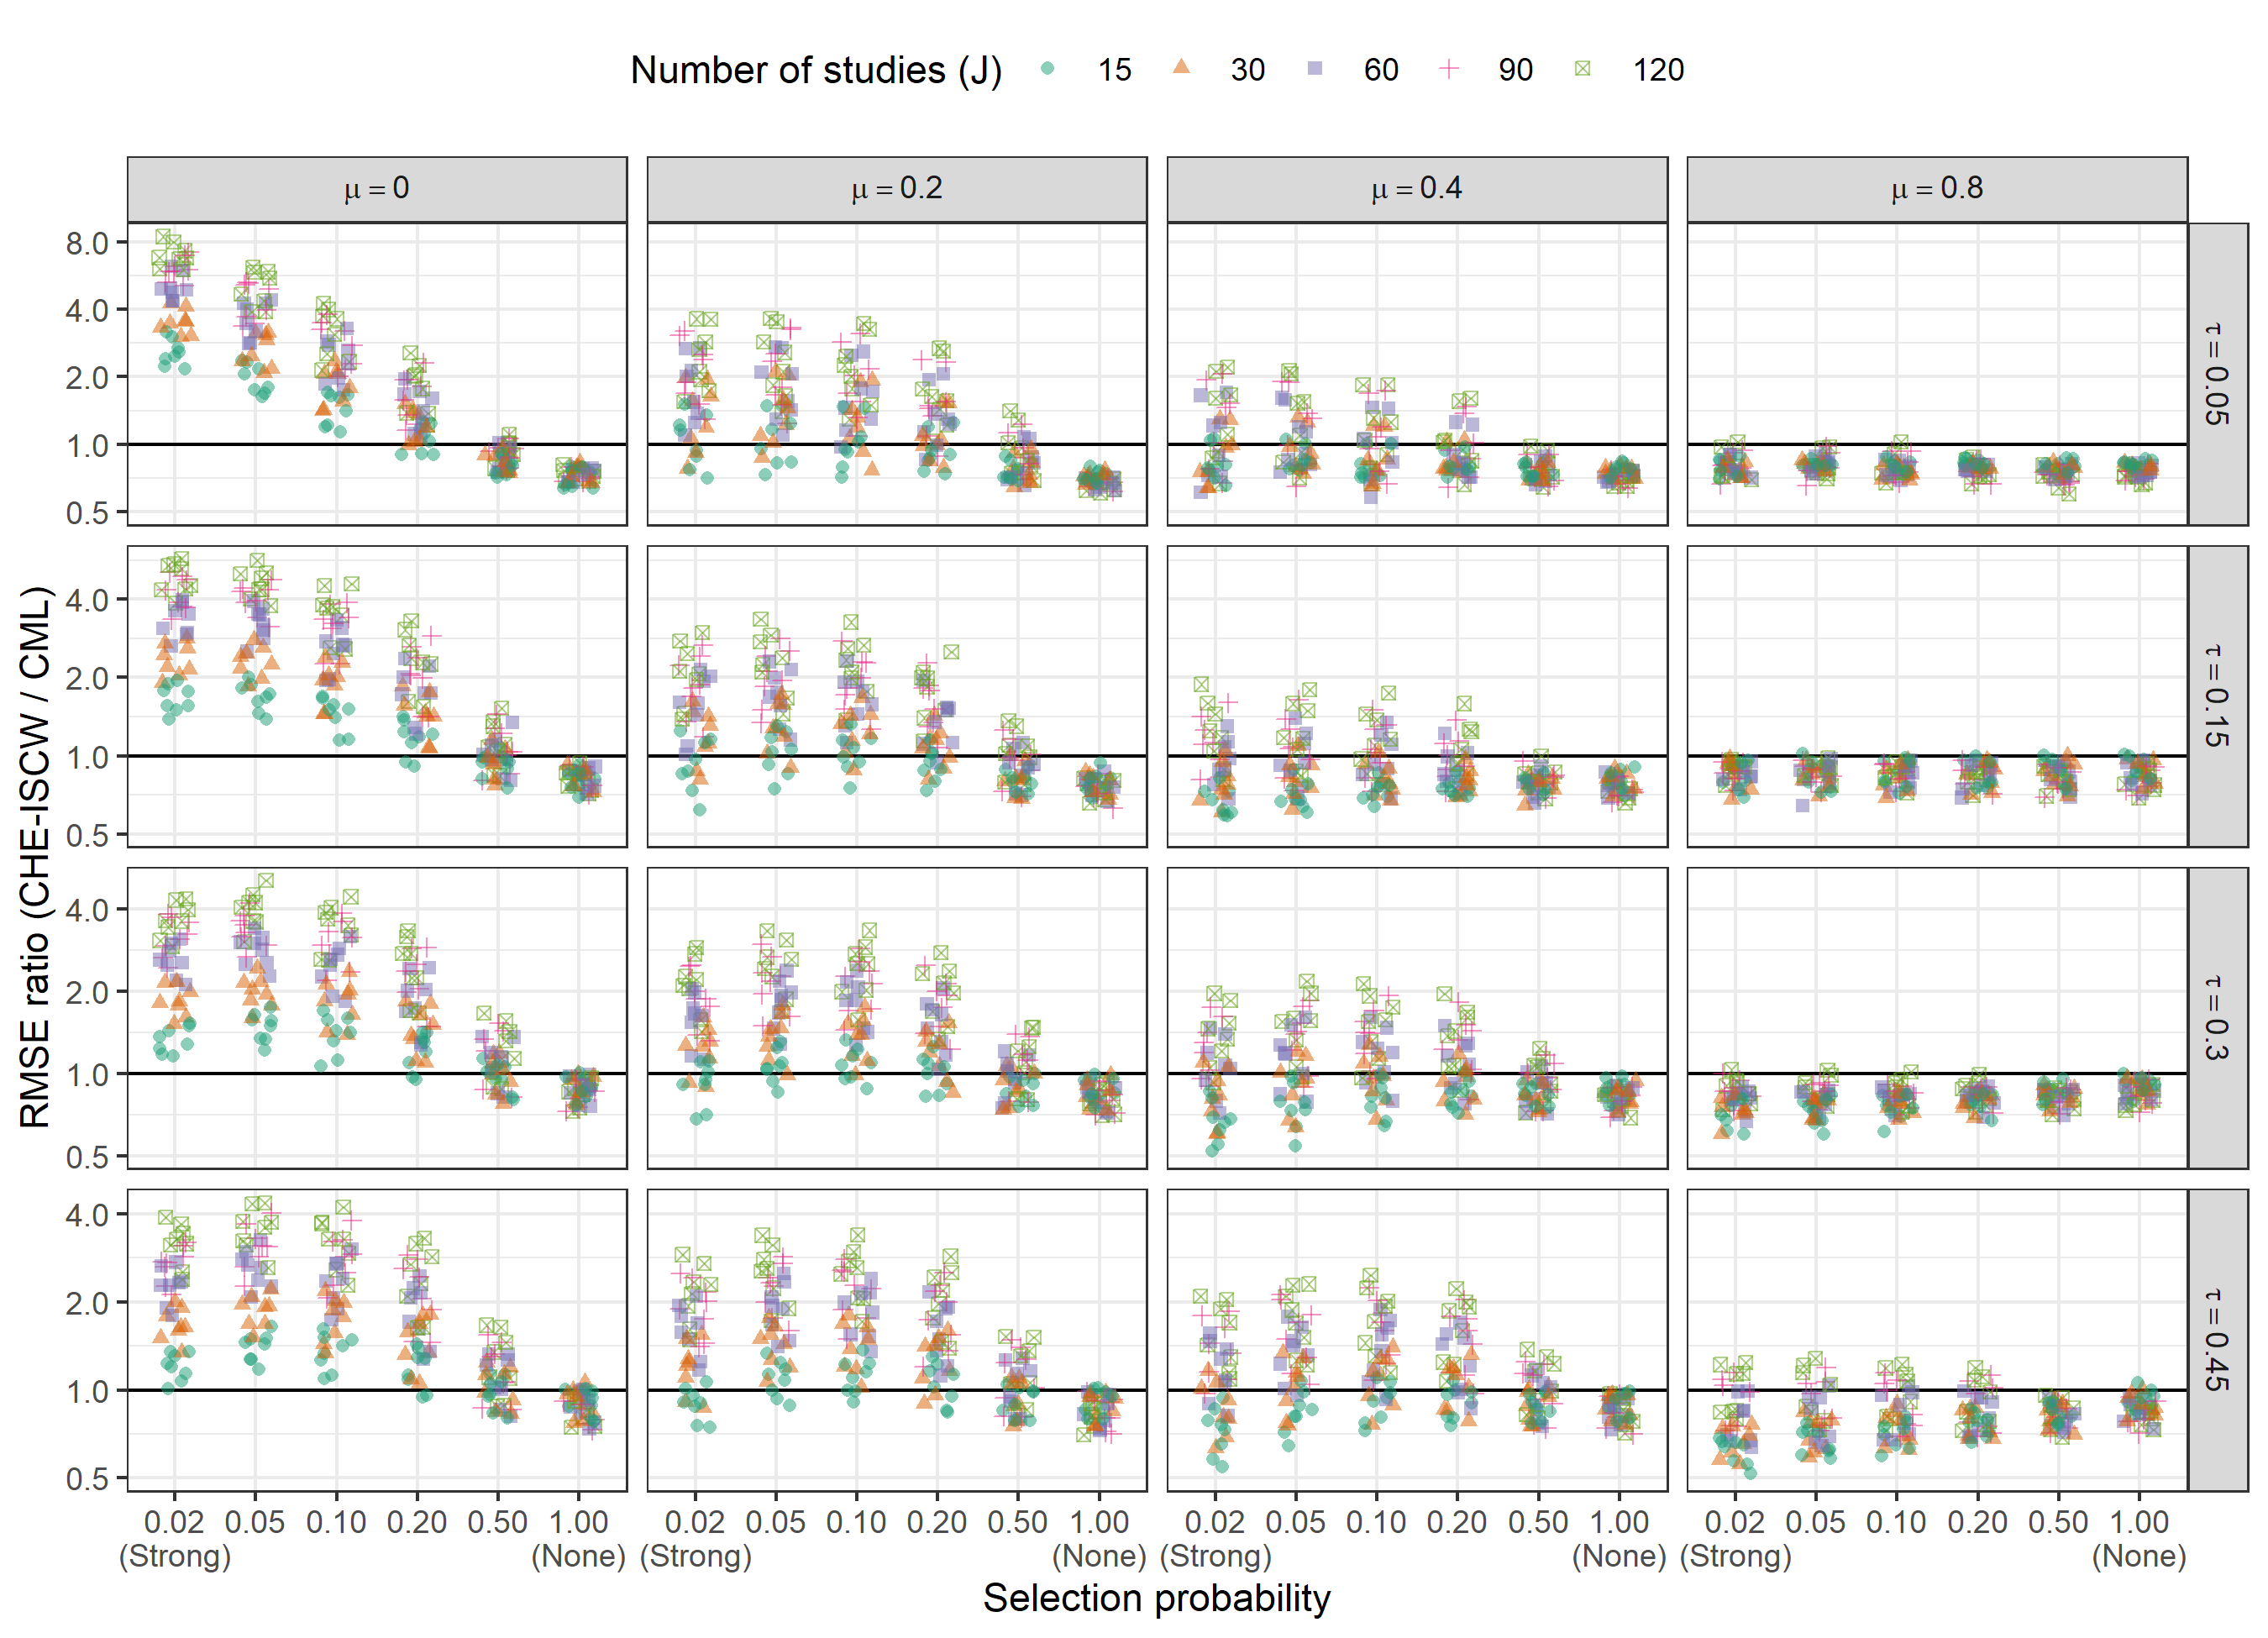 Number of studies (J) 15 30 60 90 120
μ = 0 μ = 0.2 μ = 0.4 μ = 0.8
8.0
4.0
2.0
1.0
0.5
τ = 0.05
4.0
2.0
1.0
0.5
τ = 0.15
RMSE ratio (CHE-ISCW / CML)
4.0
2.0
1.0
0.5
τ = 0.3
4.0
2.0
1.0
0.5
τ = 0.45
0.02 0.05 0.10 0.20 0.50 1.00 0.02 0.05 0.10 0.20 0.50 1.00 0.02 0.05 0.10 0.20 0.50 1.00 0.02 0.05 0.10 0.20 0.50 1.00
(Strong) (None) (Strong) (None) (Strong) (None) (Strong) (None)
Selection probability